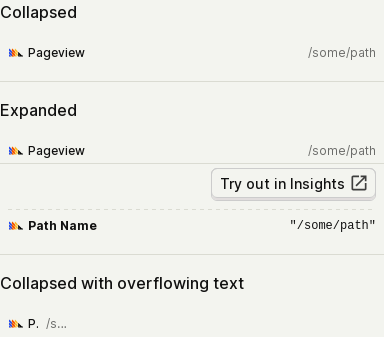 Collapsed
Pageview /some/path
Expanded
Pageview /some/path
Try out in Insights
Path Name "/some/path"
Collapsed with overflowing text
P. /s...